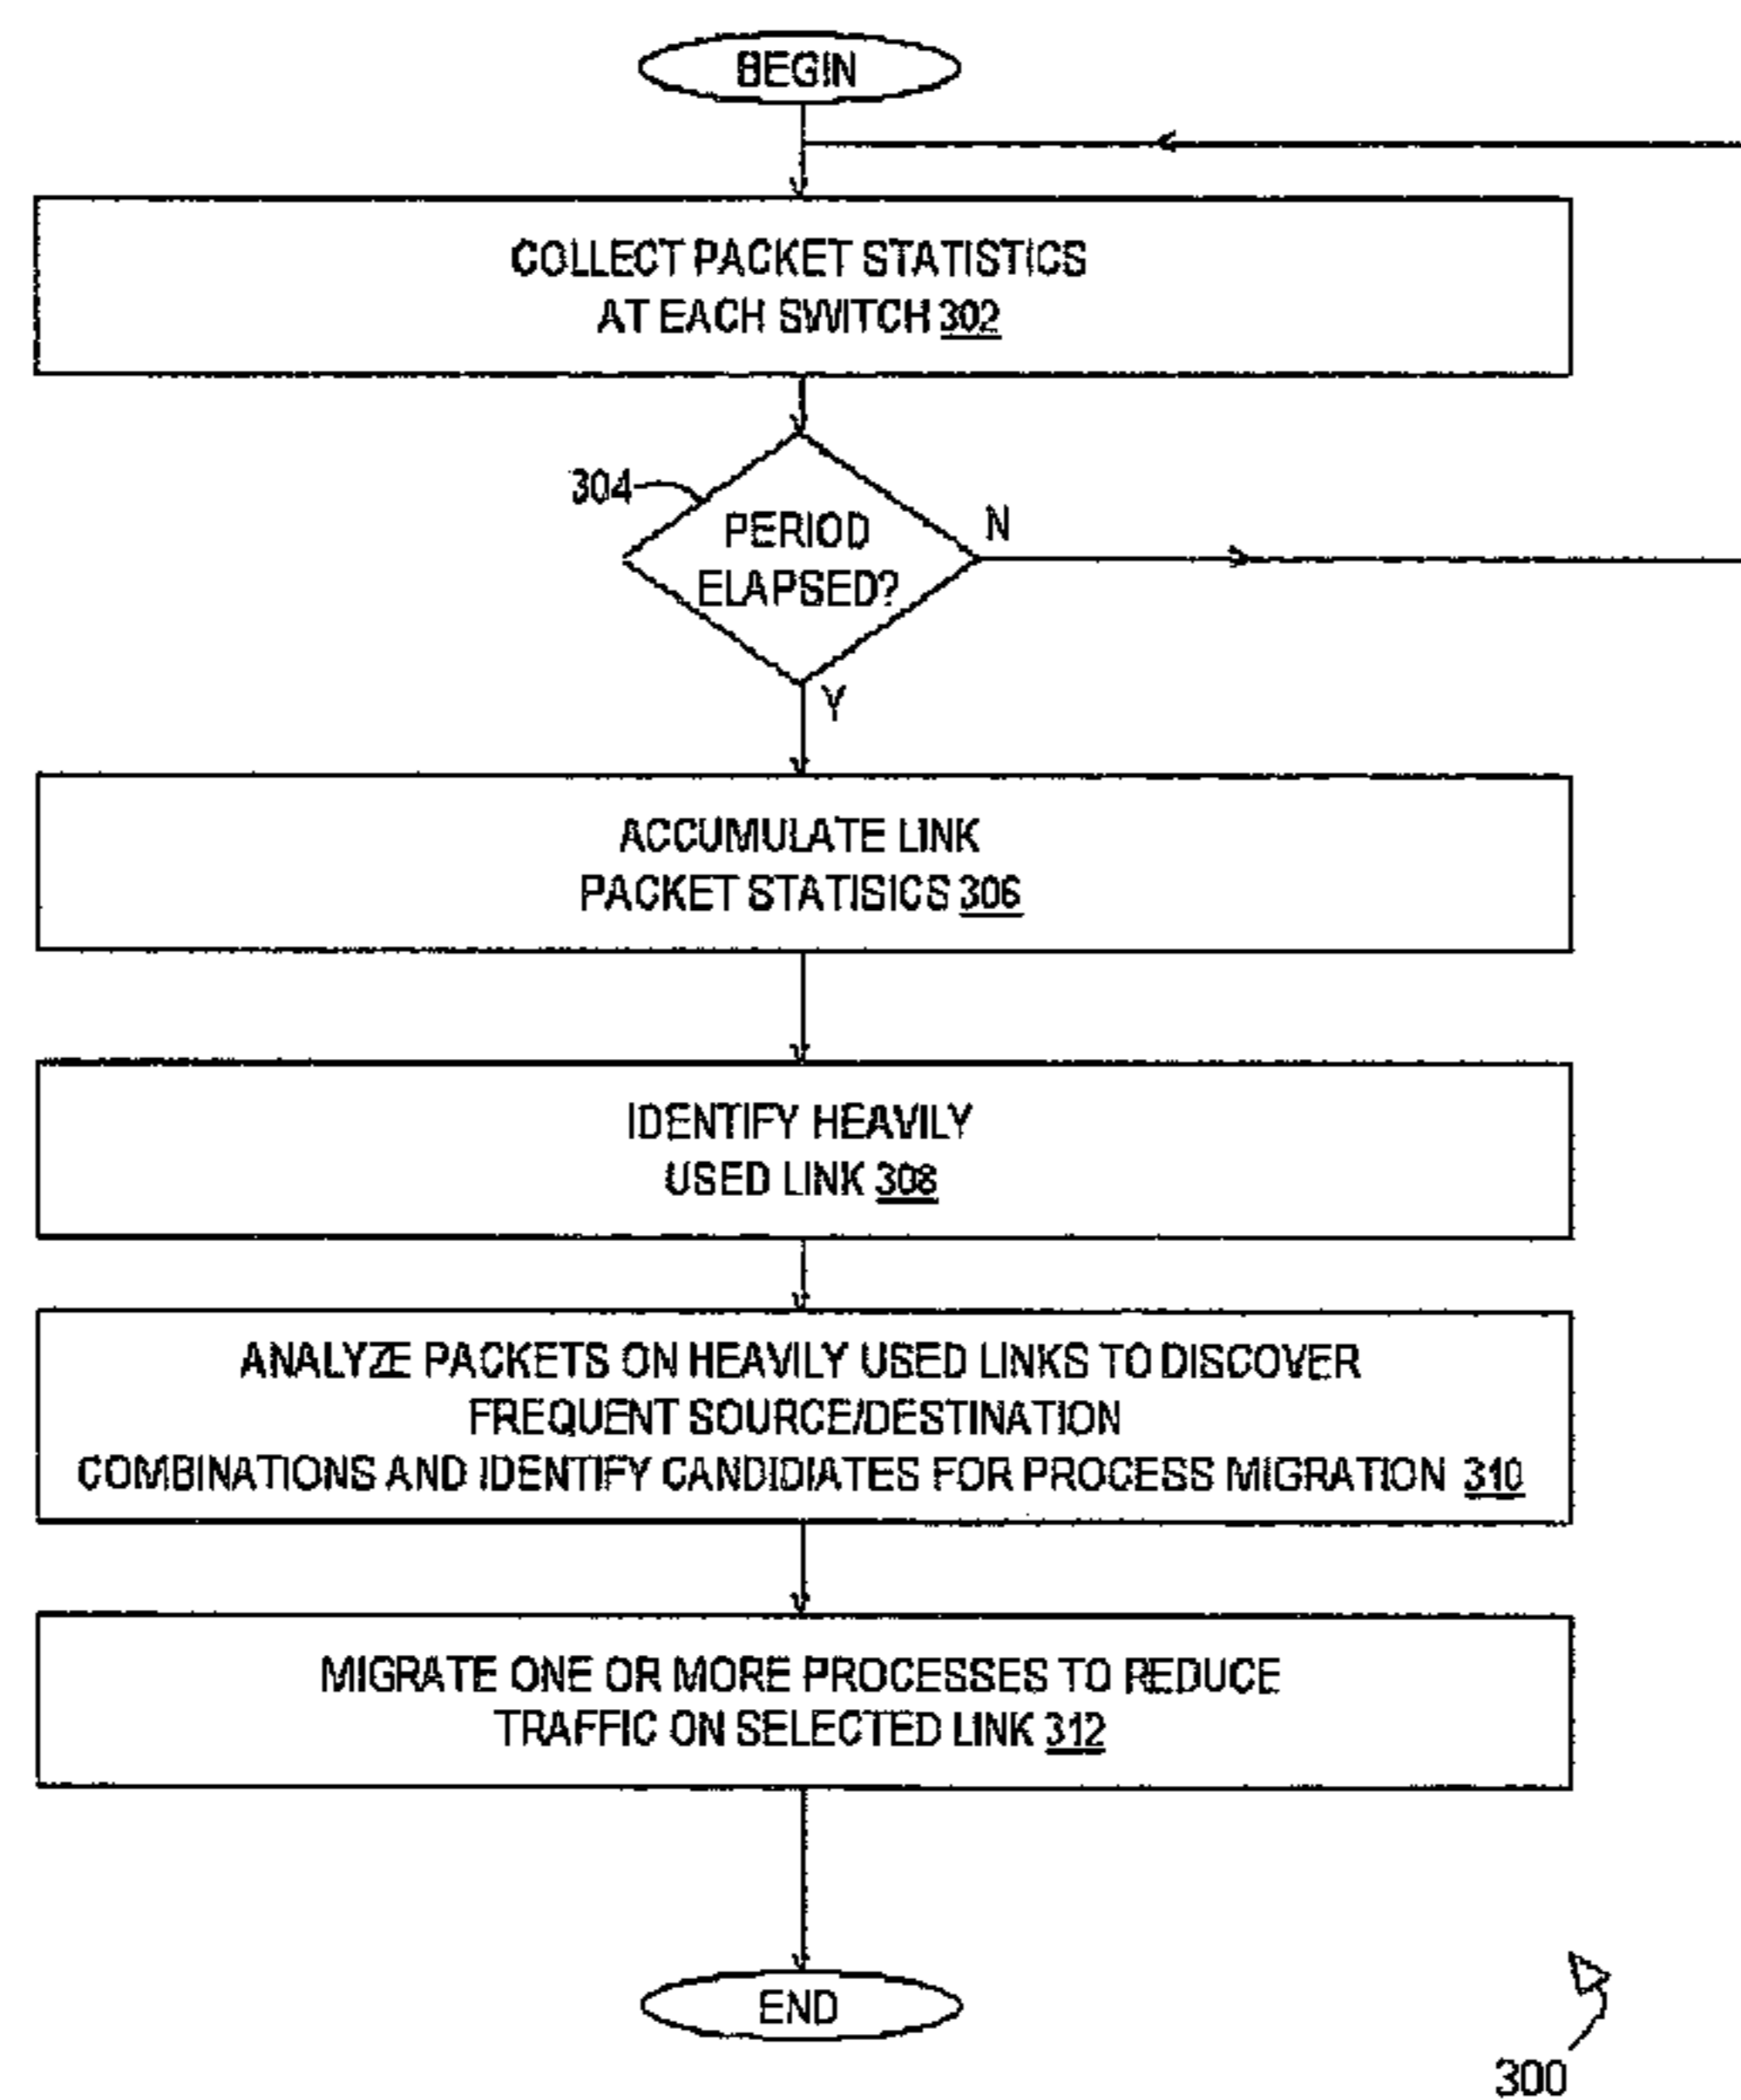 BEGIN
COLLECT PACKET STATISTICS
AT EACH SWITCH 302
304
PERIOD
ELAPSED?
N
Y
ACCUMULATE LINK
PACKET STATISICS 306
IDENTIFY HEAVILY
USED LINK 308
ANALYZE PACKETS ON HEAVILY USED LINKS TO DISCOVER
FREQUENT SOURCE/DESTINATION
COMBINATIONS AND IDENTIFY CANDIDIATES FOR PROCESS MIGRATION 310
MIGRATE ONE OR MORE PROCESSES TO REDUCE
TRAFFIC ON SELECTED LINK 312
END
300